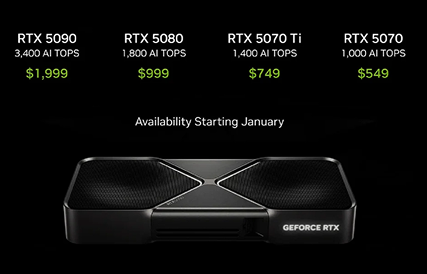 RTX 5090 RTX 5080 RTX 5070 Ti RTX 5070
3,400 AI TOPS 1,800 AI TOPS 1,400 AI TOPS 1,000 AI TOPS
$1,999 $999 $749 $549
Availability Starting January
GEFORCE RTX